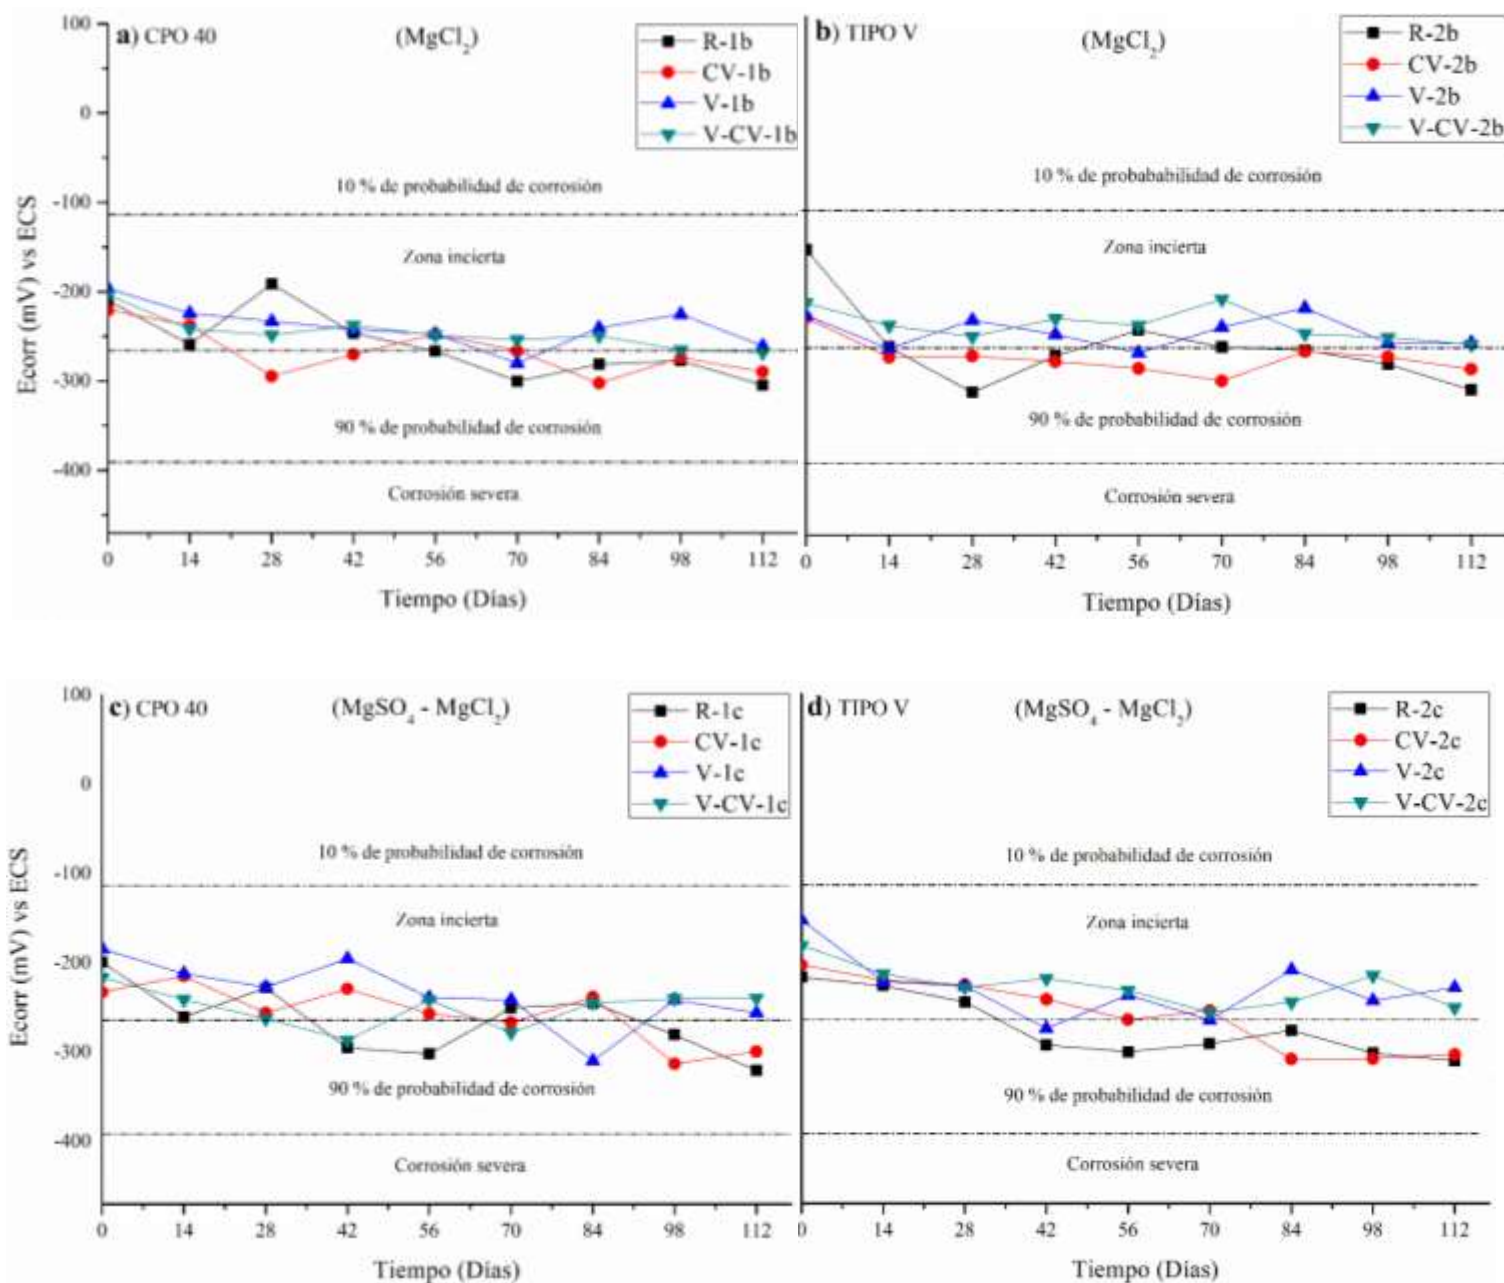 a) CPO 40 (MgCl₂)
R-1b
CV-1b
V-1b
V-CV-1b
100
0
-100
-200
-300
-400
Ecorr (mV) vs ECS
10 % de probabilidad de corrosión
Zona incierta
90 % de probabilidad de corrosión
Corrosión severa
0 14 28 42 56 70 84 98 112
Tiempo (Días)
b) TIPO V (MgCl₂)
R-2b
CV-2b
V-2b
V-CV-2b
10 % de probababilidad de corrosión
Zona incierta
90 % de probabilidad de corrosión
Corrosión severa
0 14 28 42 56 70 84 98 112
Tiempo (Días)
c) CPO 40 (MgSO₄ - MgCl₂)
R-1c
CV-1c
V-1c
V-CV-1c
100
0
-100
-200
-300
-400
Ecorr (mV) vs ECS
10 % de probabilidad de corrosión
Zona incierta
90 % de probabilidad de corrosión
Corrosión severa
0 14 28 42 56 70 84 98 112
Tiempo (Días)
d) TIPO V (MgSO₄ - MgCl₂)
R-2c
CV-2c
V-2c
V-CV-2c
10 % de probabilidad de corrosión
Zona incierta
90 % de probabilidad de corrosión
Corrosión severa
0 14 28 42 56 70 84 98 112
Tiempo (Días)